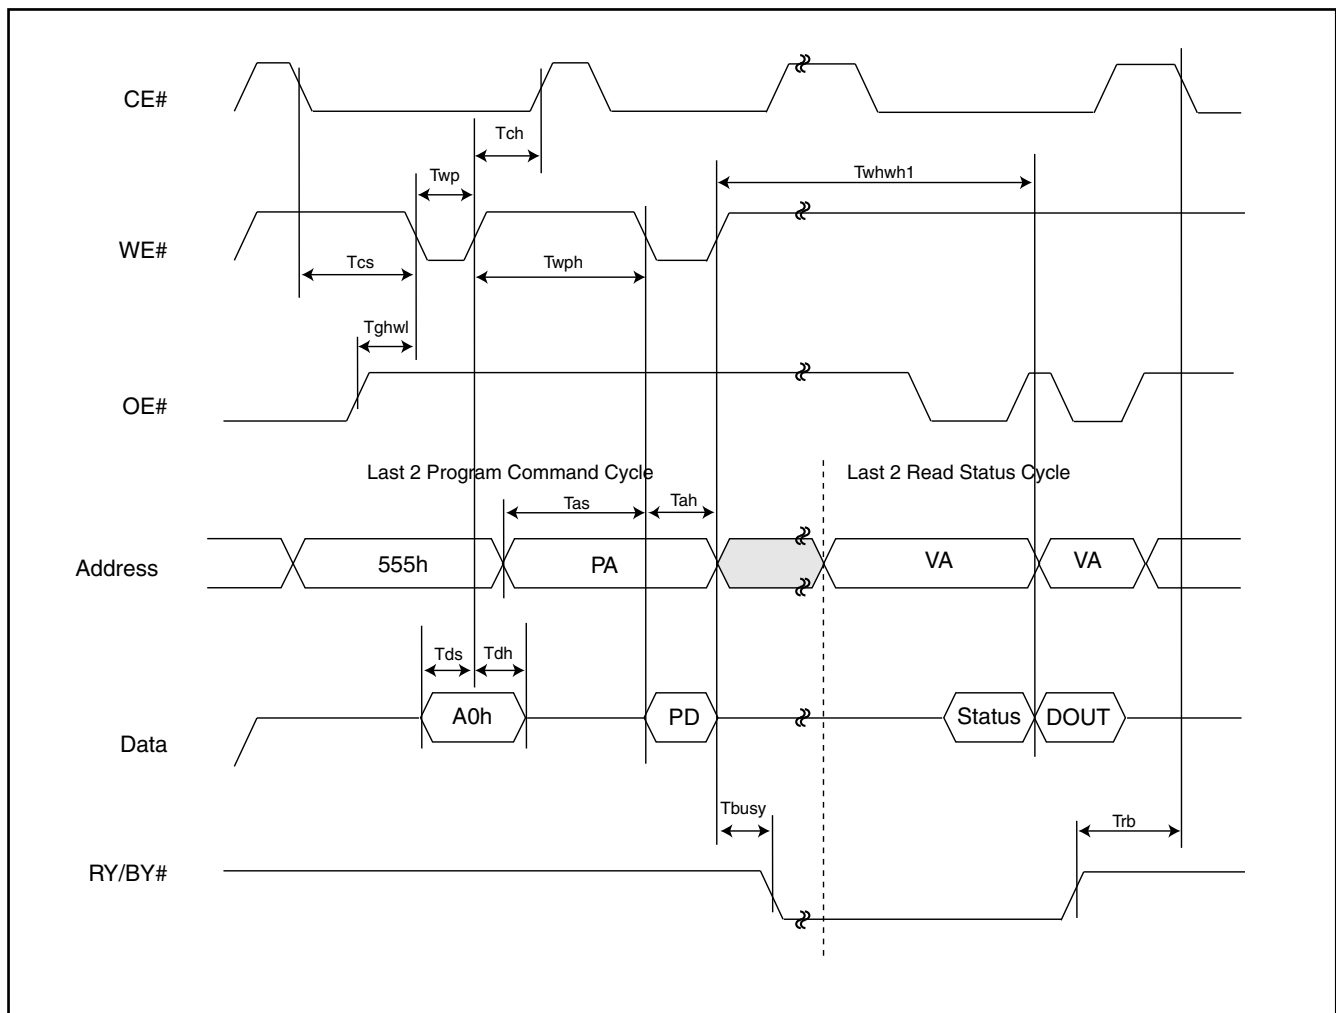 CE#
Tch
Twp
Twhwh1
WE#
Tcs
Twph
Tghwl
OE#
Last 2 Program Command Cycle
Last 2 Read Status Cycle
Tas
Tah
Address
555h
PA
VA
VA
Tds
Tdh
Data
A0h
PD
Status
DOUT
Tbusy
Trb
RY/BY#